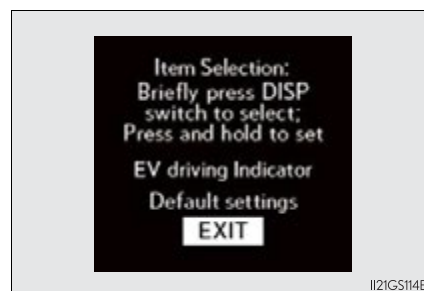 Item Selection:
Briefly press DISP
switch to select;
Press and hold to set
EV driving Indicator
Default settings
EXIT
II21GS114E